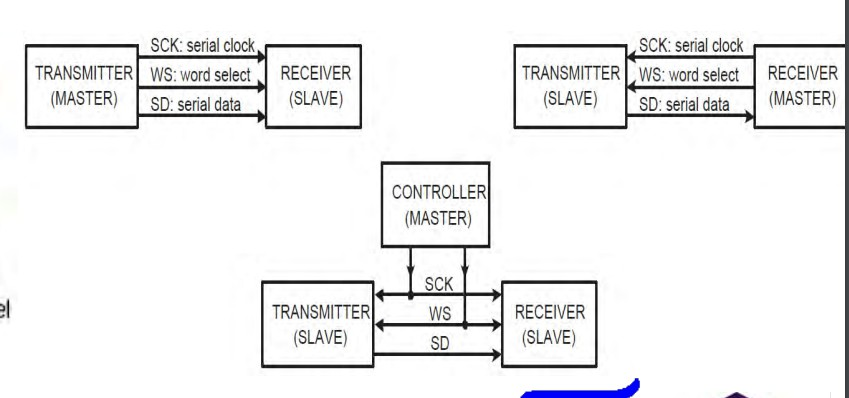 SCK: serial clock
TRANSMITTER
(MASTER)
WS: word select
SD: serial data
RECEIVER
(SLAVE)
SCK: serial clock
TRANSMITTER
(SLAVE)
WS: word select
SD: serial data
RECEIVER
(MASTER)
CONTROLLER
(MASTER)
SCK
TRANSMITTER
(SLAVE)
WS
SD
RECEIVER
(SLAVE)